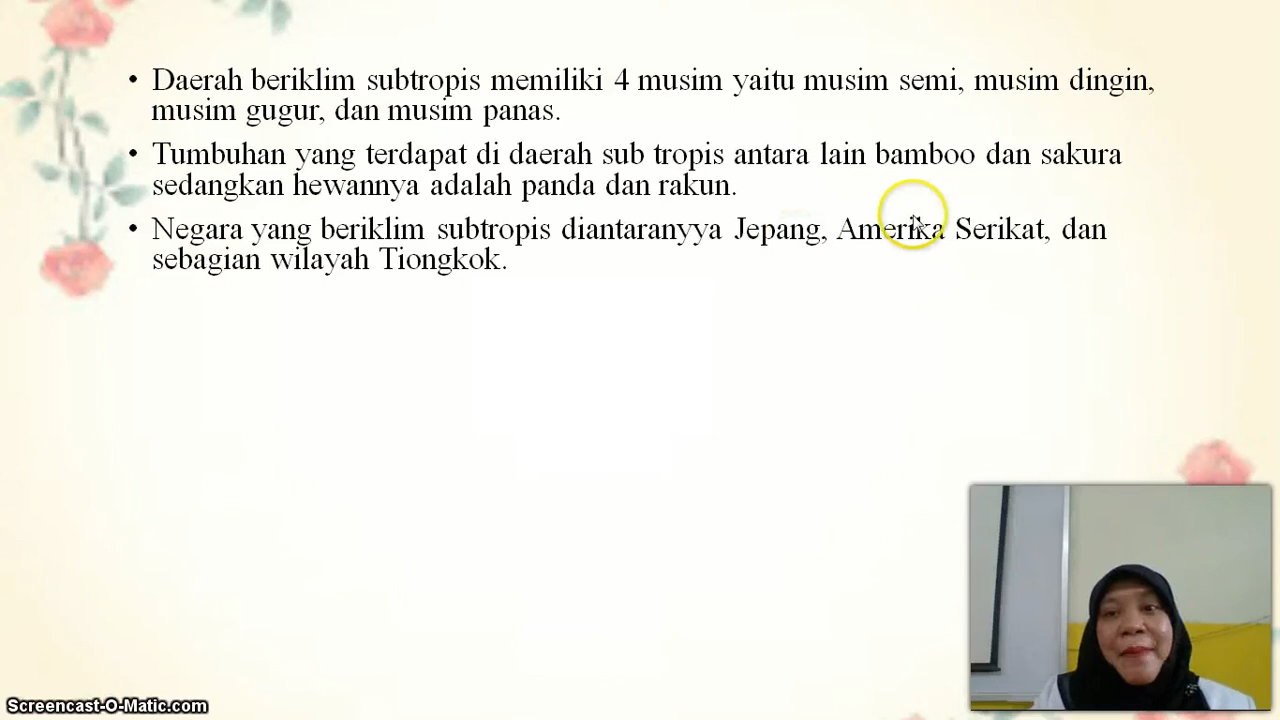 • Daerah beriklim subtropis memiliki 4 musim yaitu musim semi, musim dingin,
musim gugur, dan musim panas.
• Tumbuhan yang terdapat di daerah sub tropis antara lain bamboo dan sakura
sedangkan hewannya adalah panda dan rakun.
• Negara yang beriklim subtropis diantaranyya Jepang, Amerika Serikat, dan
sebagian wilayah Tiongkok.
Screencast-O-Matic.com